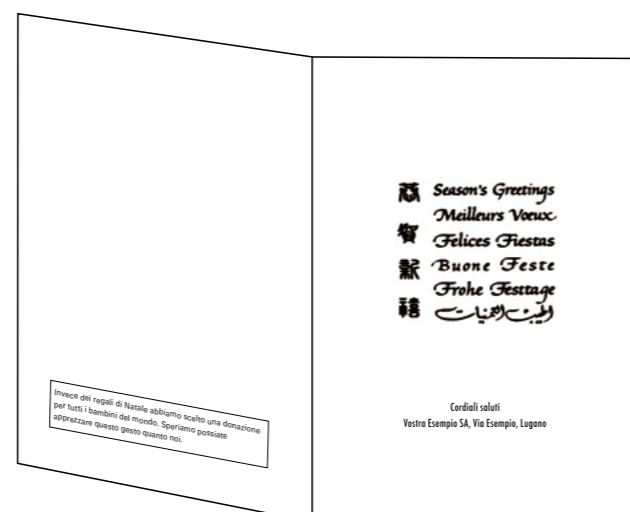 Invece dei regali di Natale abbiamo scelto una donazione
per tutti i bambini del mondo. Speriamo possiate
apprezzare questo gesto quanto noi.
恭賀新禧
Season's Greetings
Meilleurs Voeux
Felices Fiestas
Buone Feste
Frohe Festtage
اطيب التمنيات
Cordiali saluti
Vostra Esempio SA, Via Esempio, Lugano